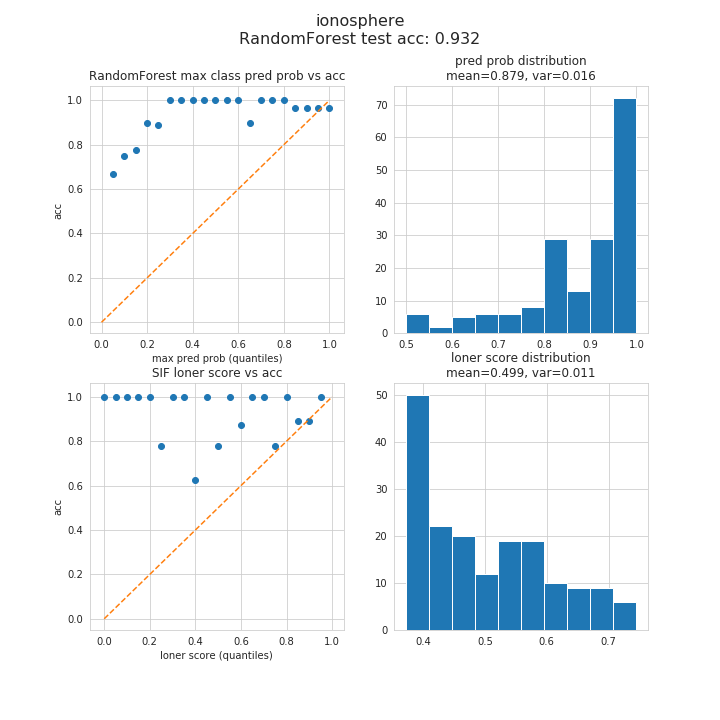 ionosphere
RandomForest test acc: 0.932
RandomForest max class pred prob vs acc
1.0
0.8
0.6
0.4
0.2
0.0
acc
0.0 0.2 0.4 0.6 0.8 1.0
max pred prob (quantiles)
pred prob distribution
mean=0.879, var=0.016
70
60
50
40
30
20
10
0
0.5 0.6 0.7 0.8 0.9 1.0
SIF loner score vs acc
1.0
0.8
0.6
0.4
0.2
0.0
acc
0.0 0.2 0.4 0.6 0.8 1.0
loner score (quantiles)
loner score distribution
mean=0.499, var=0.011
50
40
30
20
10
0
0.4 0.5 0.6 0.7